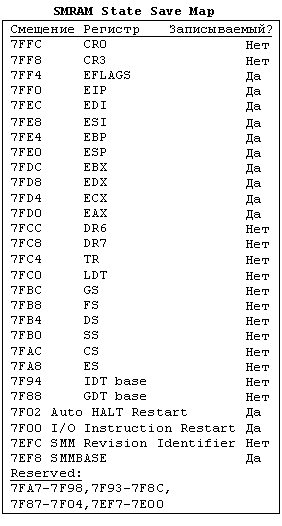 SMRAM State Save Map
Смещение Регистр Записываемый?
7FFC CR0 Нет
7FF8 CR3 Нет
7FF4 EFLAGS Да
7FF0 EIP Да
7FEC EDI Да
7FE8 ESI Да
7FE4 EBP Да
7FE0 ESP Да
7FDC EBX Да
7FD8 EDX Да
7FD4 ECX Да
7FD0 EAX Да
7FCC DR6 Нет
7FC8 DR7 Нет
7FC4 TR Нет
7FC0 LDT Нет
7FBC GS Нет
7FB8 FS Нет
7FB4 DS Нет
7FB0 SS Нет
7FAC CS Нет
7FA8 ES Нет
7F94 IDT base Нет
7F88 GDT base Нет
7F02 Auto HALT Restart Да
7F00 I/O Instruction Restart Да
7EFC SMM Revision Identifier Нет
7EF8 SMMBASE Да
Reserved:
7FA7-7F98,7F93-7F8C,
7F87-7F04,7EF7-7E00